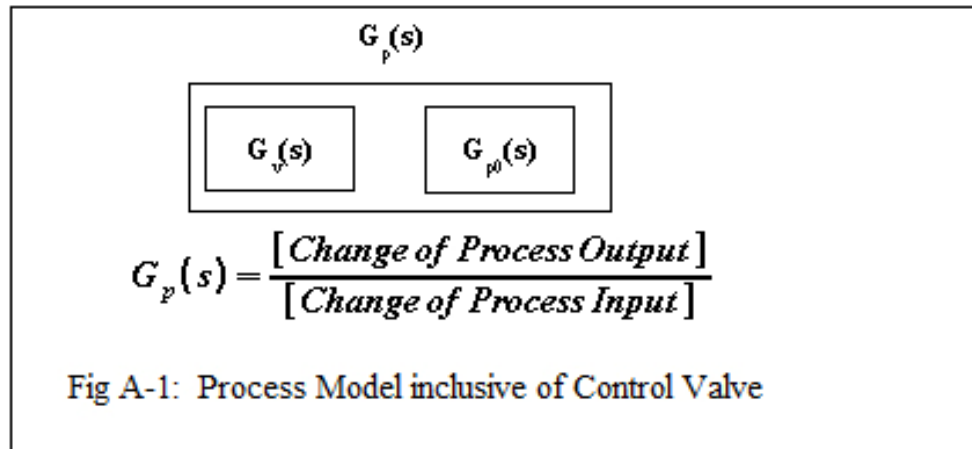 G_p(s)
G_v(s) G_p0(s)
G_p(s) = [Change of Process Output] / [Change of Process Input]
Fig A-1: Process Model inclusive of Control Valve